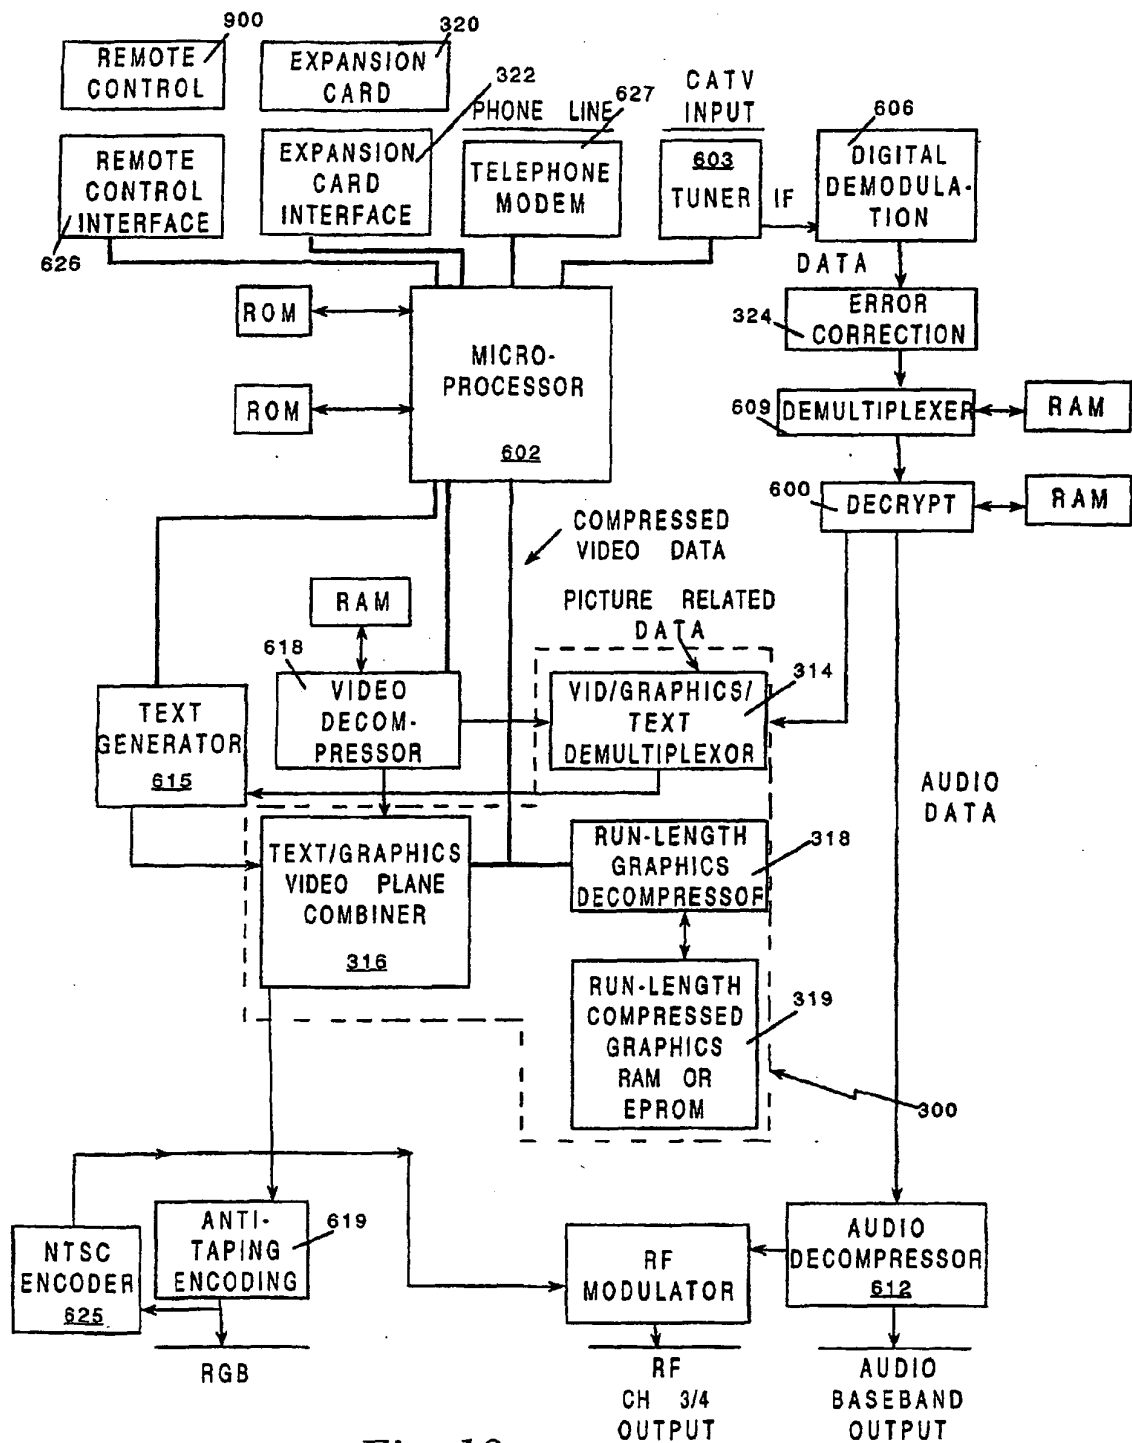 900
320
REMOTE
CONTROL
EXPANSION
CARD
322
PHONE LINE
627
CATV
INPUT
606
REMOTE
CONTROL
INTERFACE
626
EXPANSION
CARD
INTERFACE
TELEPHONE
MODEM
603
TUNER
IF
DIGITAL
DEMODULA-
TION
DATA
ROM
ROM
MICRO-
PROCESSOR
602
324
ERROR
CORRECTION
609
DEMULTIPLEXER
RAM
600
DECRYPT
RAM
COMPRESSED
VIDEO DATA
RAM
PICTURE RELATED
DATA
618
VIDEO
DECOM-
PRESSOR
VID/GRAPHICS/
TEXT
DEMULTIPLEXOR
314
TEXT
GENERATOR
615
AUDIO
DATA
TEXT/GRAPHICS
VIDEO PLANE
COMBINER
316
RUN-LENGTH
GRAPHICS
DECOMPRESSOF
318
RUN-LENGTH
COMPRESSED
GRAPHICS
RAM OR
EPROM
319
300
NTSC
ENCODER
625
ANTI-
TAPING
ENCODING
619
RF
MODULATOR
AUDIO
DECOMPRESSOR
612
RGB
RF
CH 3/4
OUTPUT
AUDIO
BASEBAND
OUTPUT